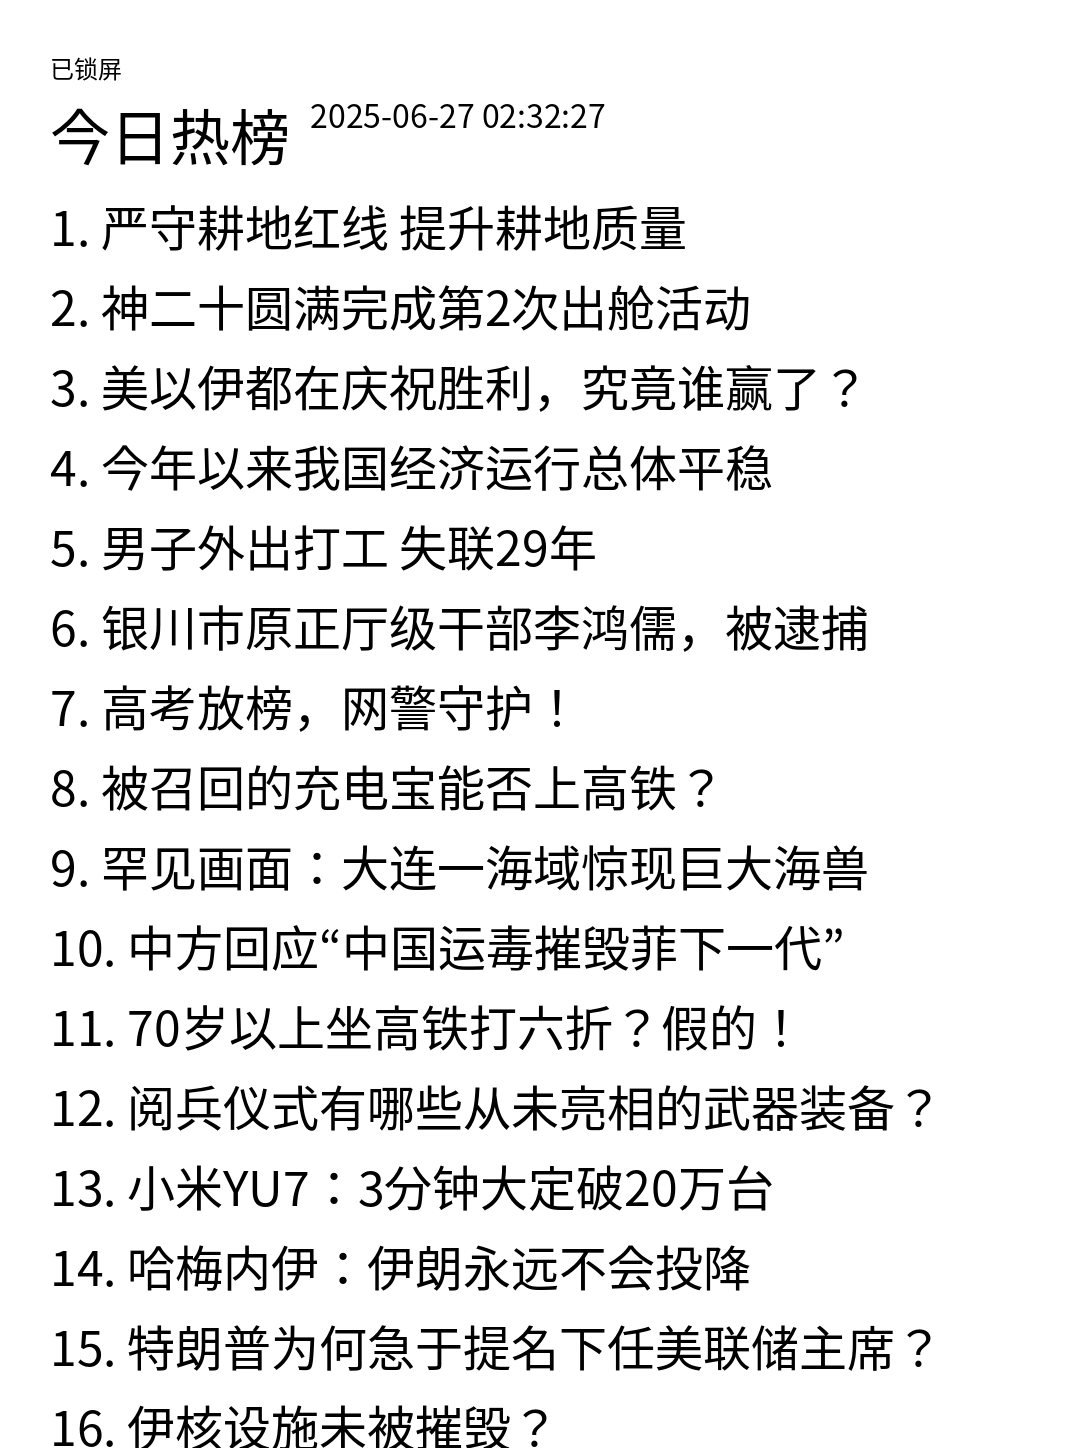 已锁屏
今日热榜 2025-06-27 02:32:27
1. 严守耕地红线 提升耕地质量
2. 神二十圆满完成第2次出舱活动
3. 美以伊都在庆祝胜利，究竟谁赢了？
4. 今年以来我国经济运行总体平稳
5. 男子外出打工 失联29年
6. 银川市原正厅级干部李鸿儒，被逮捕
7. 高考放榜，网警守护！
8. 被召回的充电宝能否上高铁？
9. 罕见画面：大连一海域惊现巨大海兽
10. 中方回应“中国运毒摧毁菲下一代”
11. 70岁以上坐高铁打六折？假的！
12. 阅兵仪式有哪些从未亮相的武器装备？
13. 小米YU7：3分钟大定破20万台
14. 哈梅内伊：伊朗永远不会投降
15. 特朗普为何急于提名下任美联储主席？
16. 伊核设施未被摧毁？